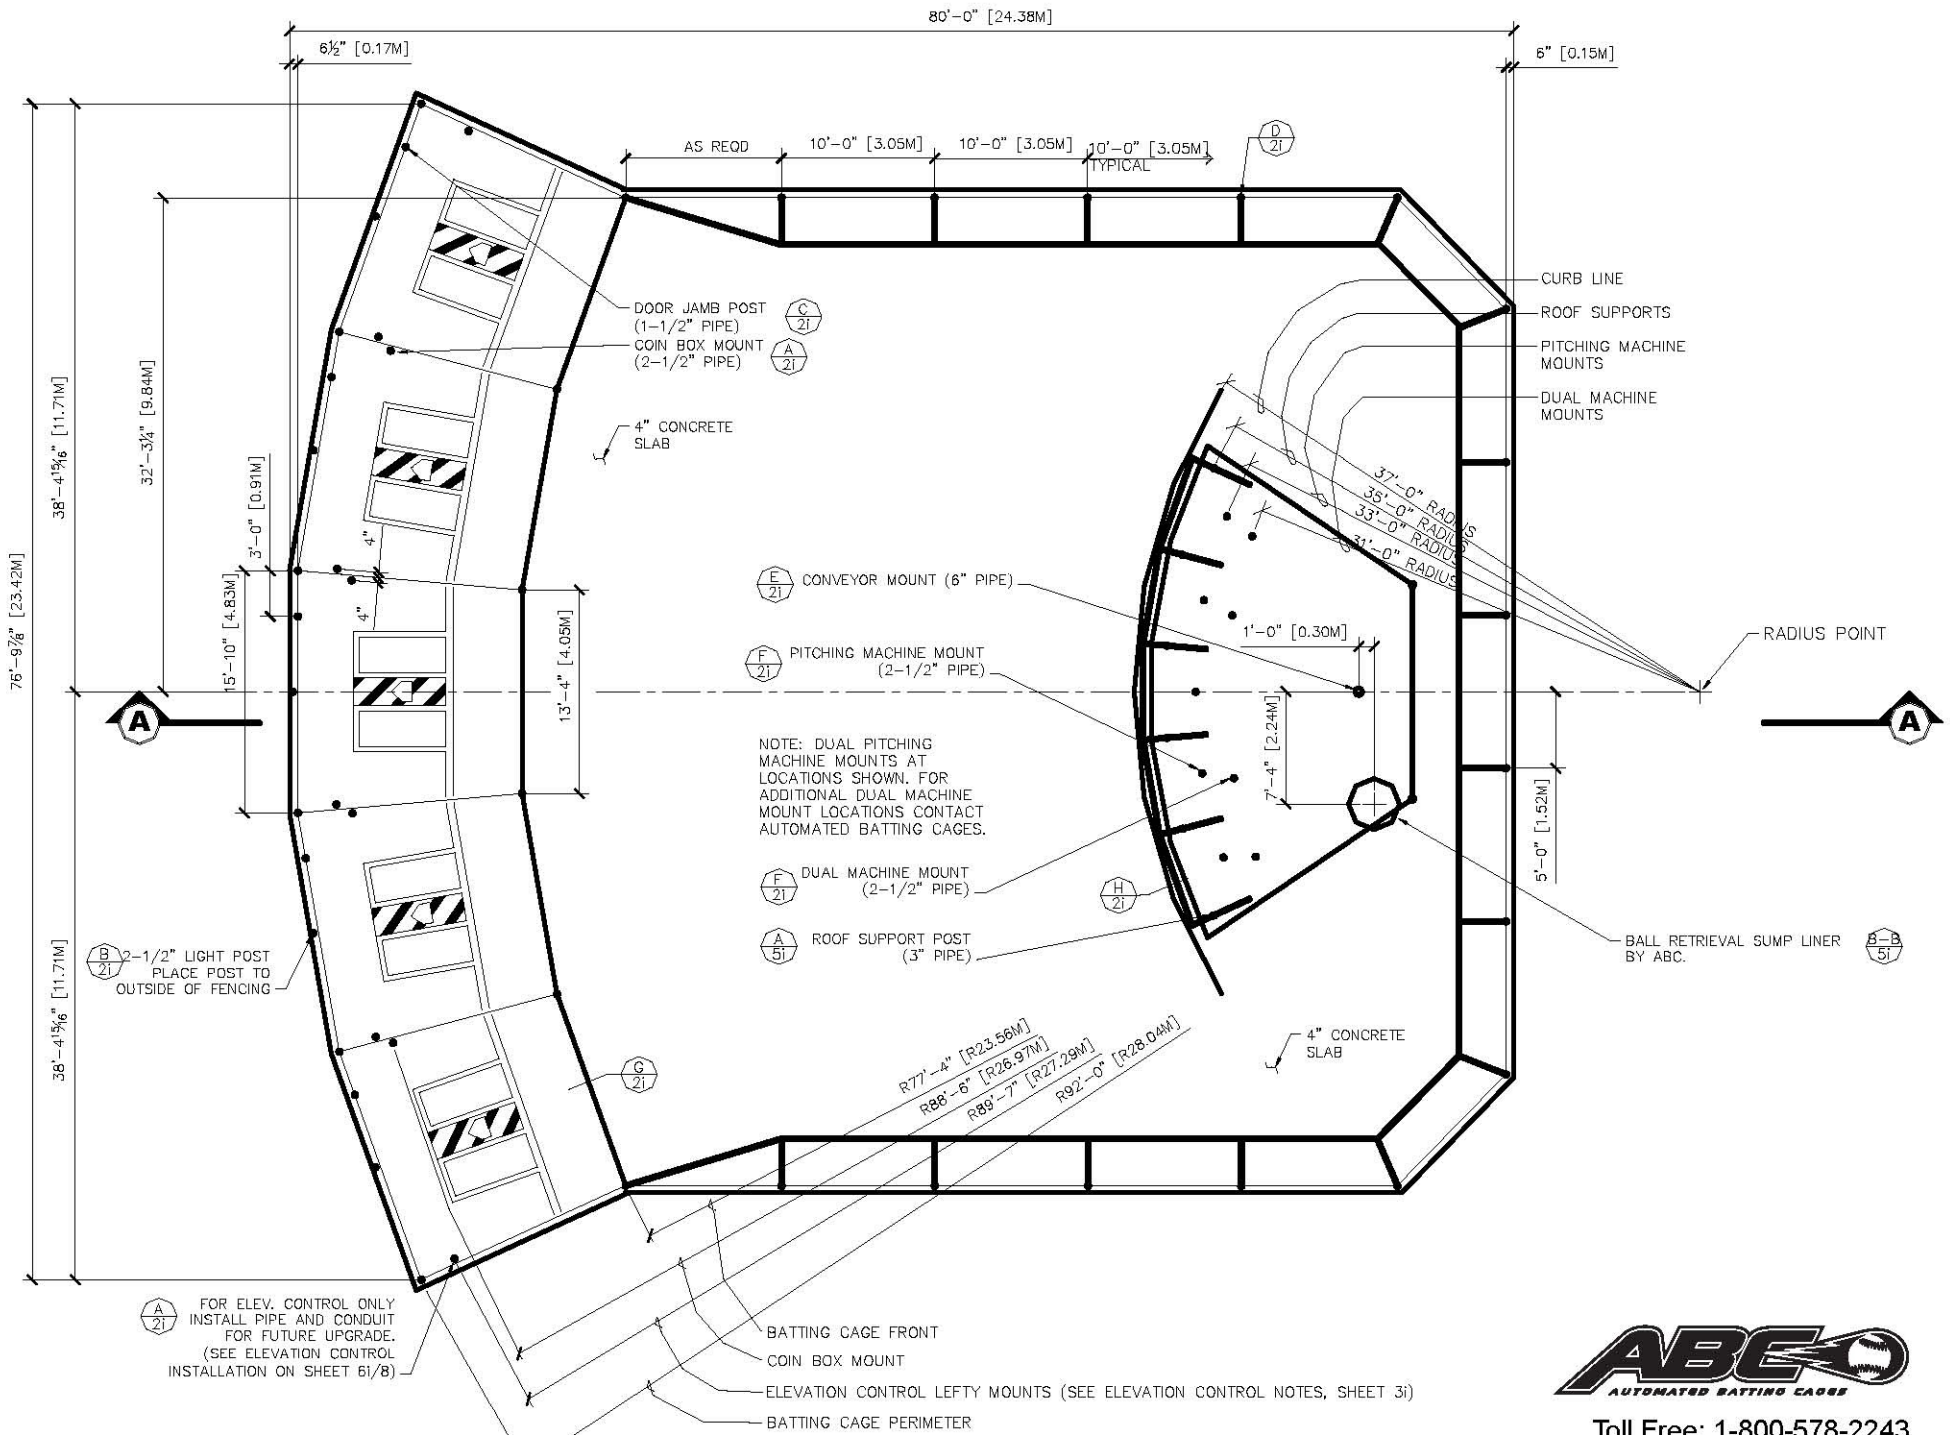 80'-0" [24.38M]
6½" [0.17M]
6" [0.15M]
AS REQD
10'-0" [3.05M]
10'-0" [3.05M]
10'-0" [3.05M]
TYPICAL
D
2i
CURB LINE
ROOF SUPPORTS
PITCHING MACHINE
MOUNTS
DUAL MACHINE
MOUNTS
DOOR JAMB POST
(1-1/2" PIPE)
C
2i
COIN BOX MOUNT
(2-1/2" PIPE)
A
2i
4" CONCRETE
SLAB
76'-9⅞" [23.42M]
38'-4 15/16" [11.71M]
32'-3¼" [9.84M]
3'-0" [0.91M]
15'-10" [4.83M]
4"
4"
13'-4" [4.05M]
37'-0" RADIUS
35'-0" RADIUS
33'-0" RADIUS
31'-0" RADIUS
E
2i
CONVEYOR MOUNT (6" PIPE)
1'-0" [0.30M]
RADIUS POINT
F
2i
PITCHING MACHINE MOUNT
(2-1/2" PIPE)
A
A
7'-4" [2.24M]
5'-0" [1.52M]
NOTE: DUAL PITCHING
MACHINE MOUNTS AT
LOCATIONS SHOWN. FOR
ADDITIONAL DUAL MACHINE
MOUNT LOCATIONS CONTACT
AUTOMATED BATTING CAGES.
F
2i
DUAL MACHINE MOUNT
(2-1/2" PIPE)
H
2i
A
5i
ROOF SUPPORT POST
(3" PIPE)
BALL RETRIEVAL SUMP LINER
BY ABC.
B-B
5i
B
2i
2-1/2" LIGHT POST
PLACE POST TO
OUTSIDE OF FENCING
38'-4 15/16" [11.71M]
G
2i
4" CONCRETE
SLAB
R77'-4" [R23.56M]
R88'-6" [R26.97M]
R89'-7" [R27.29M]
R92'-0" [R28.04M]
A
2i
FOR ELEV. CONTROL ONLY
INSTALL PIPE AND CONDUIT
FOR FUTURE UPGRADE.
(SEE ELEVATION CONTROL
INSTALLATION ON SHEET 6i/8)
BATTING CAGE FRONT
COIN BOX MOUNT
ELEVATION CONTROL LEFTY MOUNTS (SEE ELEVATION CONTROL NOTES, SHEET 3i)
BATTING CAGE PERIMETER
ABC
AUTOMATED BATTING CAGES
Toll Free: 1-800-578-2243